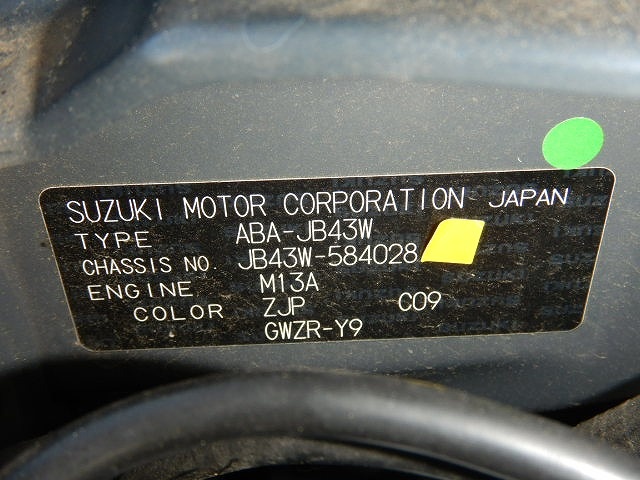 SUZUKI MOTOR CORPORATION JAPAN
TYPE ABA-JB43W
CHASSIS NO. JB43W-584028
ENGINE M13A
COLOR ZJP C09
GWZR-Y9